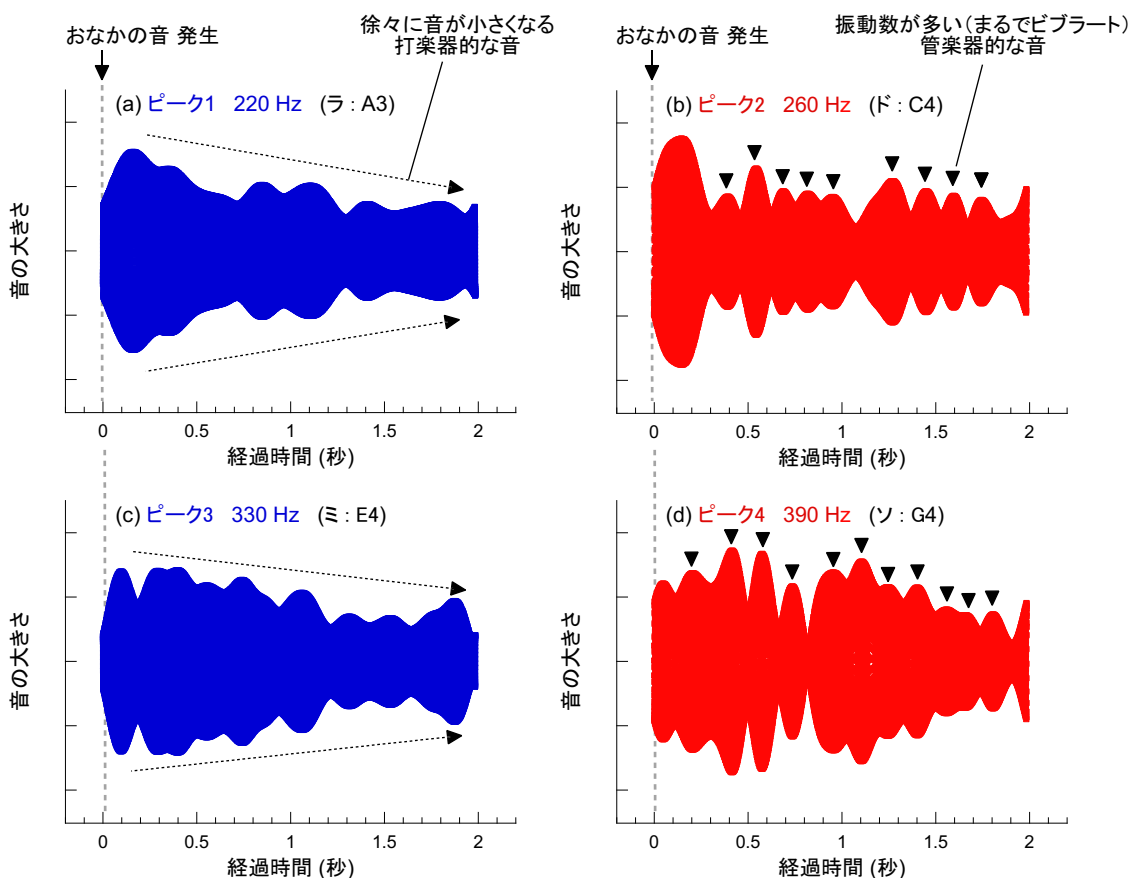 おなかの音 発生
徐々に音が小さくなる
打楽器的な音
(a) ピーク1 220 Hz (ラ : A3)
音の大きさ
0 0.5 1 1.5 2
経過時間 (秒)
おなかの音 発生
振動数が多い(まるでビブラート)
管楽器的な音
(b) ピーク2 260 Hz (ド : C4)
音の大きさ
0 0.5 1 1.5 2
経過時間 (秒)
(c) ピーク3 330 Hz (ミ : E4)
音の大きさ
0 0.5 1 1.5 2
経過時間 (秒)
(d) ピーク4 390 Hz (ソ : G4)
音の大きさ
0 0.5 1 1.5 2
経過時間 (秒)